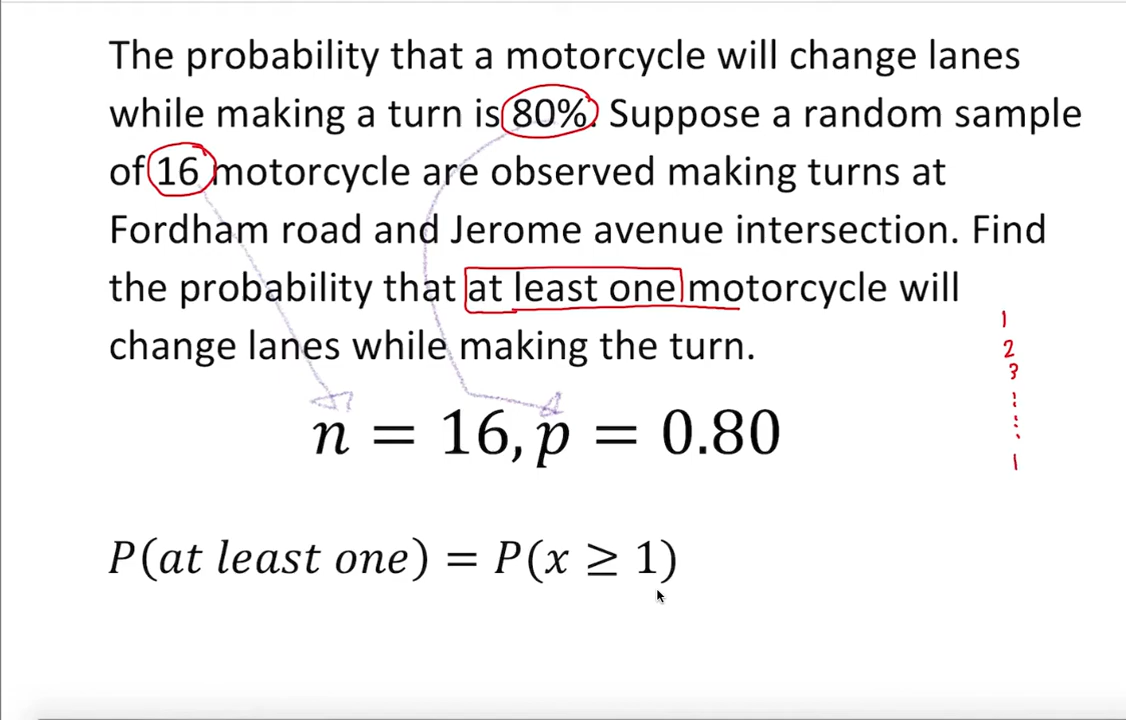 The probability that a motorcycle will change lanes
while making a turn is 80%. Suppose a random sample
of 16 motorcycle are observed making turns at
Fordham road and Jerome avenue intersection. Find
the probability that at least one motorcycle will
change lanes while making the turn.
1
2
3
n = 16, p = 0.80
1
P(at least one) = P(x ≥ 1)